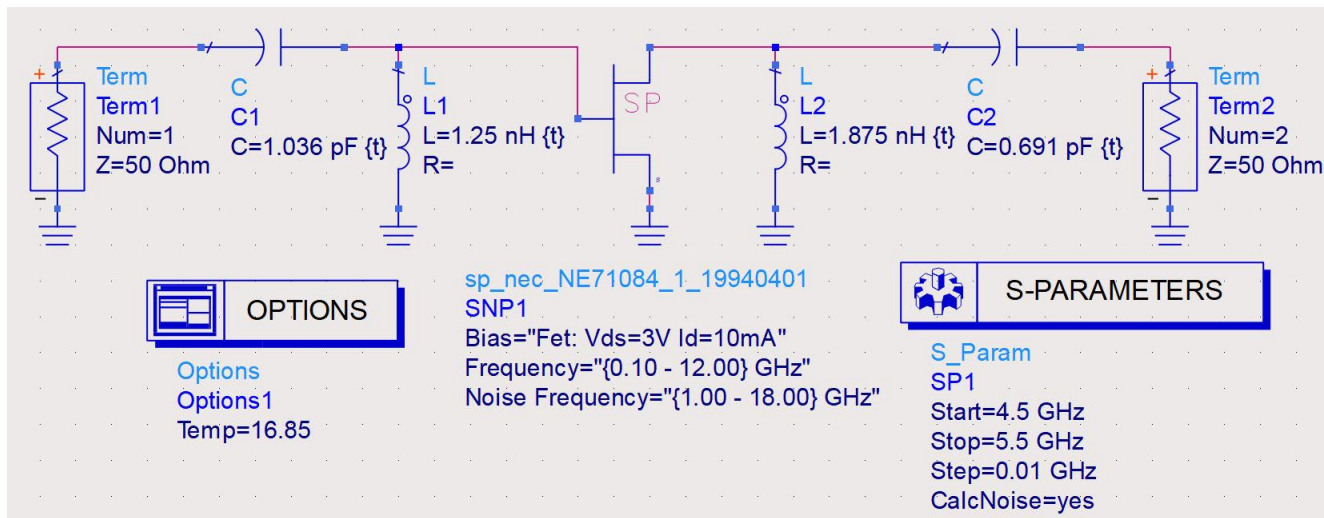 +
Term
Term1
Num=1
Z=50 Ohm
-
C
C1
C=1.036 pF {t}
L
L1
L=1.25 nH {t}
R=
SP
L
L2
L=1.875 nH {t}
R=
C
C2
C=0.691 pF {t}
+
Term
Term2
Num=2
Z=50 Ohm
-
OPTIONS
Options
Options1
Temp=16.85
sp_nec_NE71084_1_19940401
SNP1
Bias="Fet: Vds=3V Id=10mA"
Frequency="{0.10 - 12.00} GHz"
Noise Frequency="{1.00 - 18.00} GHz"
S-PARAMETERS
S_Param
SP1
Start=4.5 GHz
Stop=5.5 GHz
Step=0.01 GHz
CalcNoise=yes